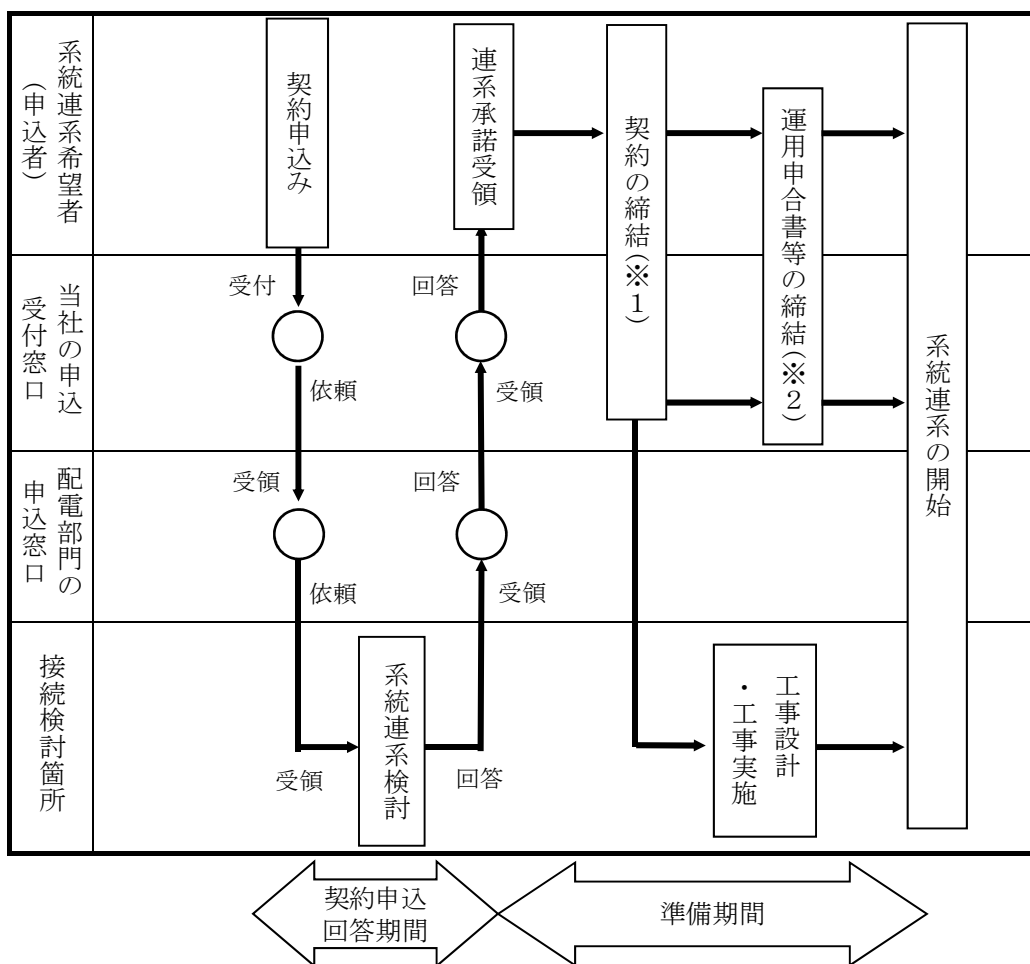 系統連系希望者
(申込者)
契約申込み
連系承諾受領
契約の締結(※1)
運用申合書等の締結(※2)
系統連系の開始
当社の申込
受付窓口
受付
回答
依頼
受領
配電部門の
申込窓口
受領
回答
依頼
受領
接続検討箇所
受領
系統連系検討
回答
工事設計
・工事実施
契約申込
回答期間
準備期間